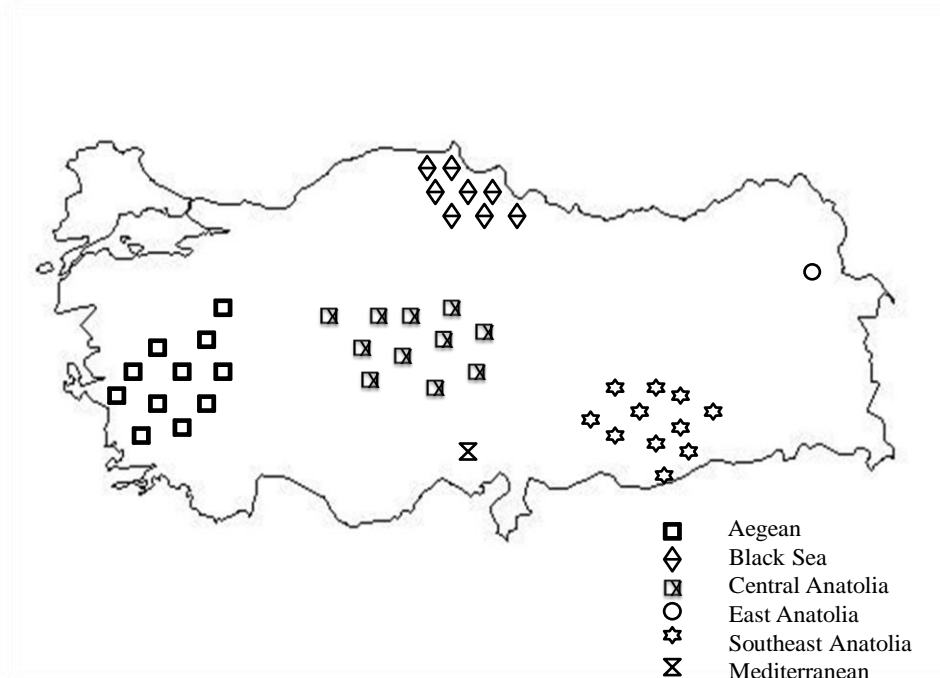 Aegean
Black Sea
Central Anatolia
East Anatolia
Southeast Anatolia
Mediterranean